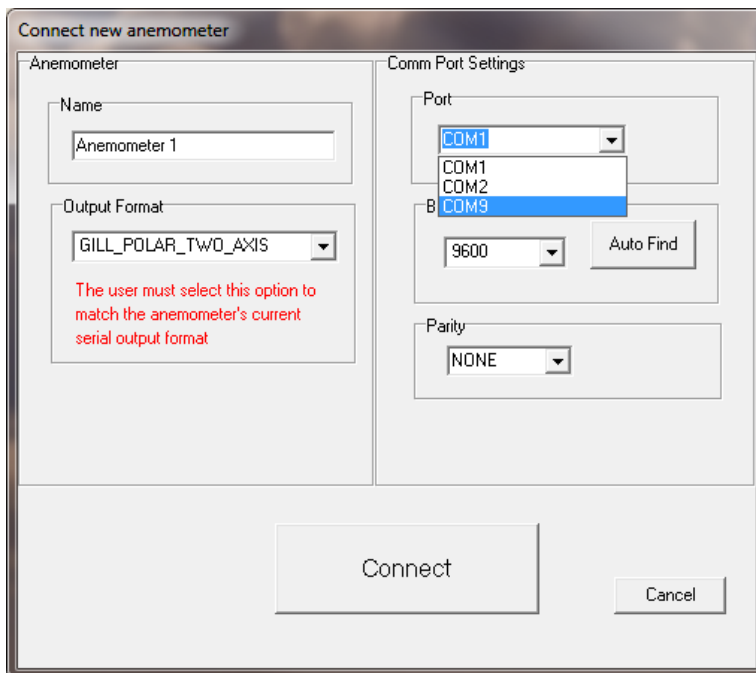 Connect new anemometer
Anemometer
Name
Anemometer 1
Output Format
GILL_POLAR_TWO_AXIS
The user must select this option to
match the anemometer's current
serial output format
Comm Port Settings
Port
COM1
COM1
COM2
COM9
9600
Auto Find
Parity
NONE
Connect
Cancel